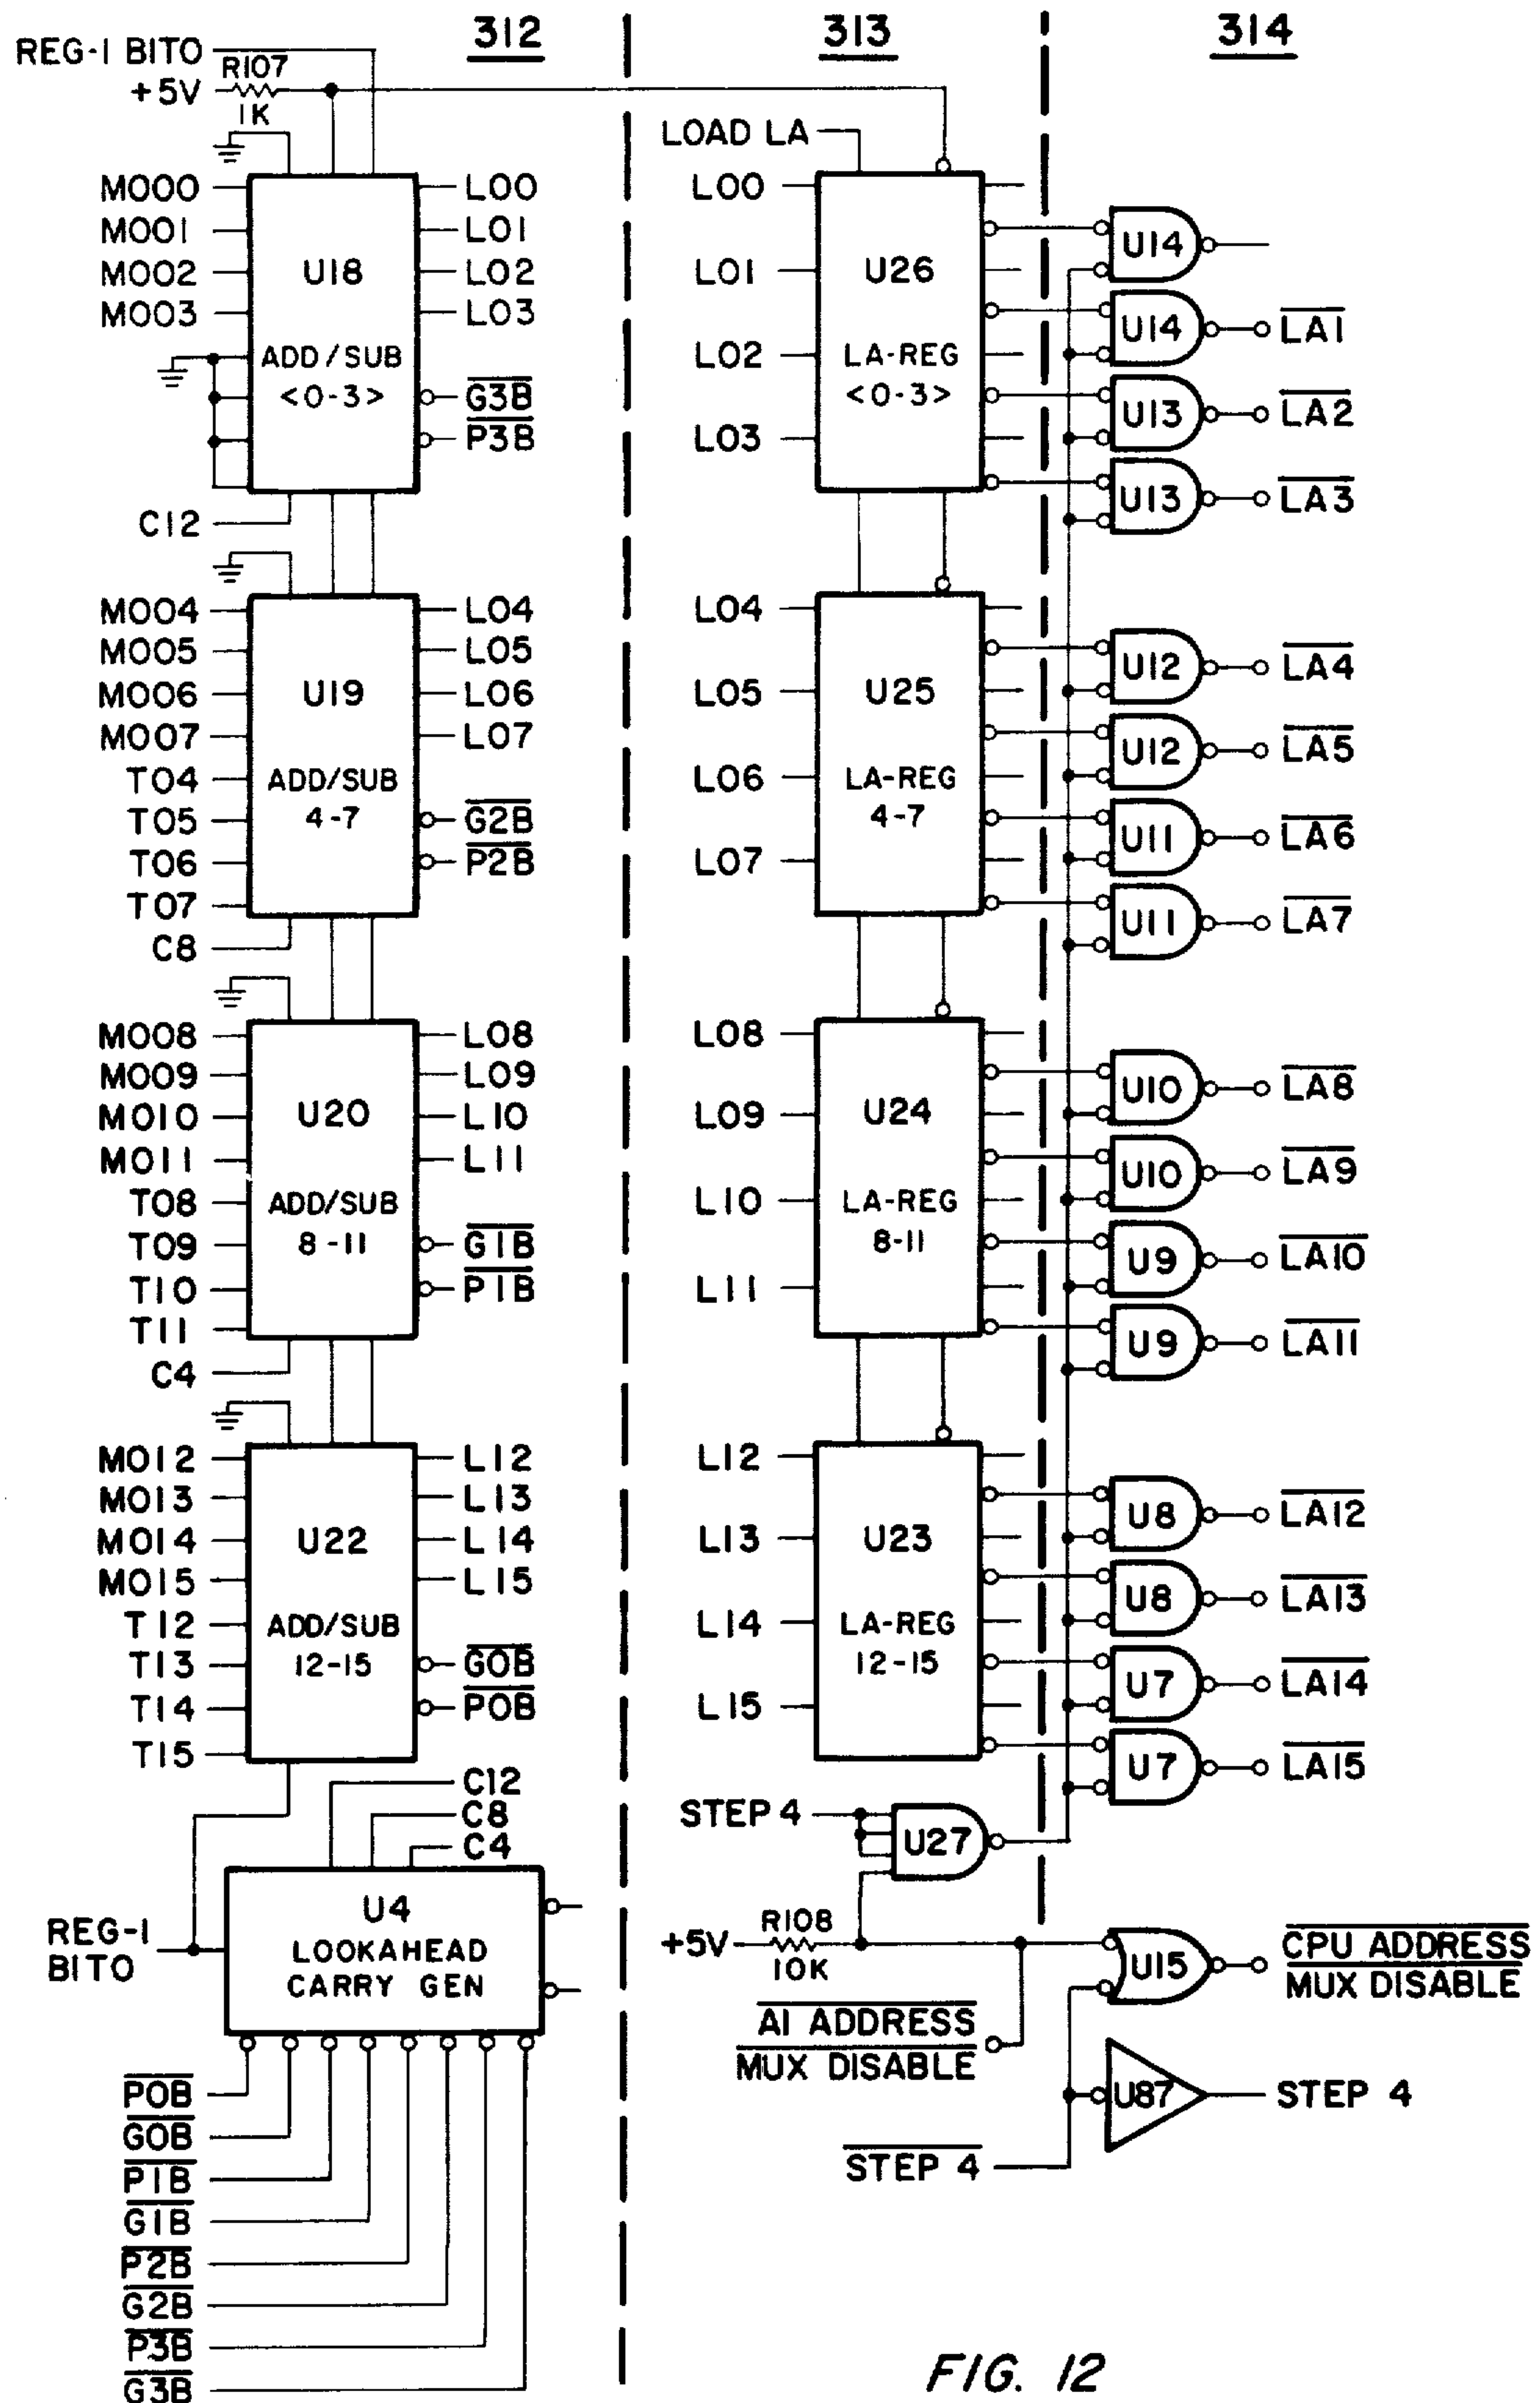 312
313
314
REG-1 BIT0
R107
+5V
1K
LOAD LA
M000
M001
M002
M003
U18
ADD/SUB
<0-3>
L00
L01
L02
L03
G3B
P3B
C12
M004
M005
M006
M007
T04
T05
T06
T07
U19
ADD/SUB
4-7
L04
L05
L06
L07
G2B
P2B
C8
M008
M009
M010
M011
T08
T09
T10
T11
U20
ADD/SUB
8-11
L08
L09
L10
L11
G1B
P1B
C4
M012
M013
M014
M015
T12
T13
T14
T15
U22
ADD/SUB
12-15
L12
L13
L14
L15
G0B
P0B
C12
C8
C4
REG-1
BIT0
U4
LOOKAHEAD
CARRY GEN
P0B
G0B
P1B
G1B
P2B
G2B
P3B
G3B
L00
L01
L02
L03
U26
LA-REG
<0-3>
L04
L05
L06
L07
U25
LA-REG
4-7
L08
L09
L10
L11
U24
LA-REG
8-11
L12
L13
L14
L15
U23
LA-REG
12-15
STEP 4
U27
R108
+5V
10K
A1 ADDRESS
MUX DISABLE
STEP 4
U14
U14 LA1
U13 LA2
U13 LA3
U12 LA4
U12 LA5
U11 LA6
U11 LA7
U10 LA8
U10 LA9
U9 LA10
U9 LA11
U8 LA12
U8 LA13
U7 LA14
U7 LA15
U15
CPU ADDRESS
MUX DISABLE
U87 STEP 4
FIG. 12